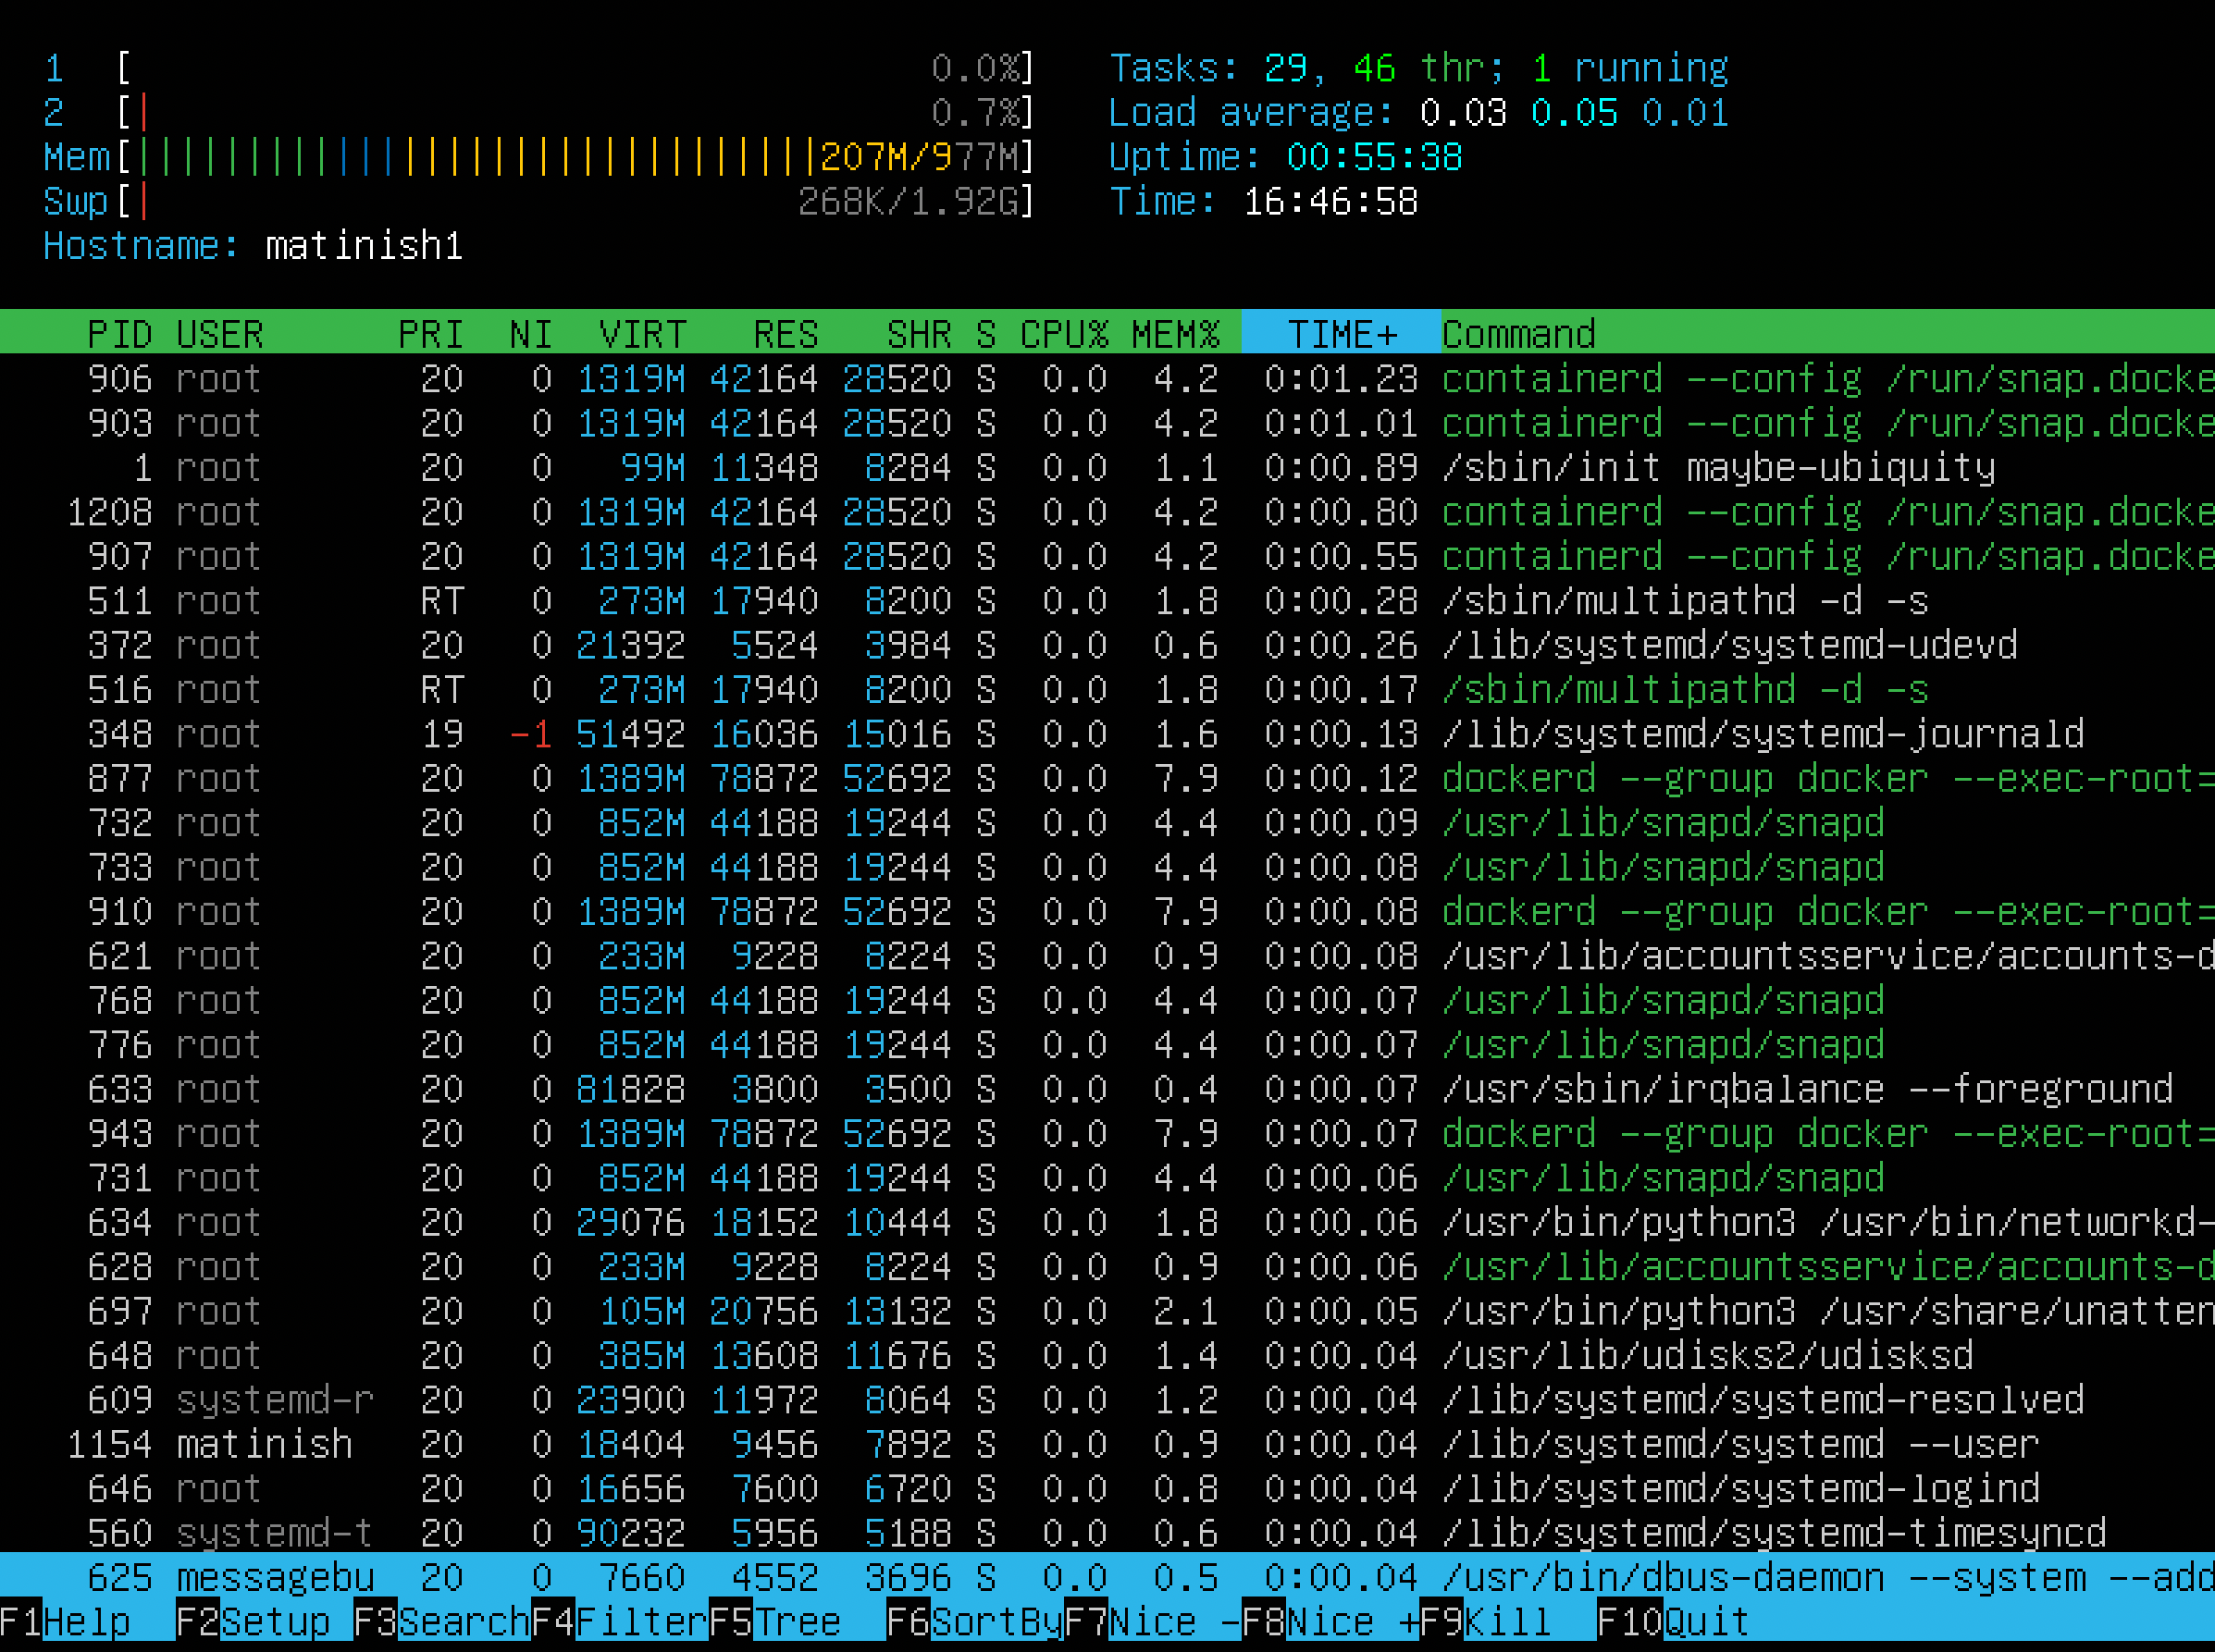 1 [ 0.0%] Tasks: 29, 46 thr; 1 running
2 [| 0.7%] Load average: 0.03 0.05 0.01
Mem[|||||||||||||||||||||||||||||||207M/977M] Uptime: 00:55:38
Swp[| 268K/1.92G] Time: 16:46:58
Hostname: matinish1
PID USER PRI NI VIRT RES SHR S CPU% MEM% TIME+ Command
906 root 20 0 1319M 42164 28520 S 0.0 4.2 0:01.23 containerd --config /run/snap.docke
903 root 20 0 1319M 42164 28520 S 0.0 4.2 0:01.01 containerd --config /run/snap.docke
1 root 20 0 99M 11348 8284 S 0.0 1.1 0:00.89 /sbin/init maybe-ubiquity
1208 root 20 0 1319M 42164 28520 S 0.0 4.2 0:00.80 containerd --config /run/snap.docke
907 root 20 0 1319M 42164 28520 S 0.0 4.2 0:00.55 containerd --config /run/snap.docke
511 root RT 0 273M 17940 8200 S 0.0 1.8 0:00.28 /sbin/multipathd -d -s
372 root 20 0 21392 5524 3984 S 0.0 0.6 0:00.26 /lib/systemd/systemd-udevd
516 root RT 0 273M 17940 8200 S 0.0 1.8 0:00.17 /sbin/multipathd -d -s
348 root 19 -1 51492 16036 15016 S 0.0 1.6 0:00.13 /lib/systemd/systemd-journald
877 root 20 0 1389M 78872 52692 S 0.0 7.9 0:00.12 dockerd --group docker --exec-root=
732 root 20 0 852M 44188 19244 S 0.0 4.4 0:00.09 /usr/lib/snapd/snapd
733 root 20 0 852M 44188 19244 S 0.0 4.4 0:00.08 /usr/lib/snapd/snapd
910 root 20 0 1389M 78872 52692 S 0.0 7.9 0:00.08 dockerd --group docker --exec-root=
621 root 20 0 233M 9228 8224 S 0.0 0.9 0:00.08 /usr/lib/accountsservice/accounts-d
768 root 20 0 852M 44188 19244 S 0.0 4.4 0:00.07 /usr/lib/snapd/snapd
776 root 20 0 852M 44188 19244 S 0.0 4.4 0:00.07 /usr/lib/snapd/snapd
633 root 20 0 81828 3800 3500 S 0.0 0.4 0:00.07 /usr/sbin/irqbalance --foreground
943 root 20 0 1389M 78872 52692 S 0.0 7.9 0:00.07 dockerd --group docker --exec-root=
731 root 20 0 852M 44188 19244 S 0.0 4.4 0:00.06 /usr/lib/snapd/snapd
634 root 20 0 29076 18152 10444 S 0.0 1.8 0:00.06 /usr/bin/python3 /usr/bin/networkd-
628 root 20 0 233M 9228 8224 S 0.0 0.9 0:00.06 /usr/lib/accountsservice/accounts-d
697 root 20 0 105M 20756 13132 S 0.0 2.1 0:00.05 /usr/bin/python3 /usr/share/unatten
648 root 20 0 385M 13608 11676 S 0.0 1.4 0:00.04 /usr/lib/udisks2/udisksd
609 systemd-r 20 0 23900 11972 8064 S 0.0 1.2 0:00.04 /lib/systemd/systemd-resolved
1154 matinish 20 0 18404 9456 7892 S 0.0 0.9 0:00.04 /lib/systemd/systemd --user
646 root 20 0 16656 7600 6720 S 0.0 0.8 0:00.04 /lib/systemd/systemd-logind
560 systemd-t 20 0 90232 5956 5188 S 0.0 0.6 0:00.04 /lib/systemd/systemd-timesyncd
625 messagebu 20 0 7660 4552 3696 S 0.0 0.5 0:00.04 /usr/bin/dbus-daemon --system --add
F1Help F2Setup F3SearchF4FilterF5Tree F6SortByF7Nice -F8Nice +F9Kill F10Quit